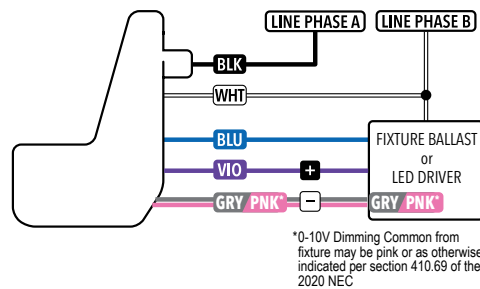 LINE PHASE A
LINE PHASE B
BLK
WHT
BLU
VIO
+
GRY/PNK*
−
FIXTURE BALLAST
or
LED DRIVER
GRY/PNK*
*0-10V Dimming Common from
fixture may be pink or as otherwise
indicated per section 410.69 of the
2020 NEC